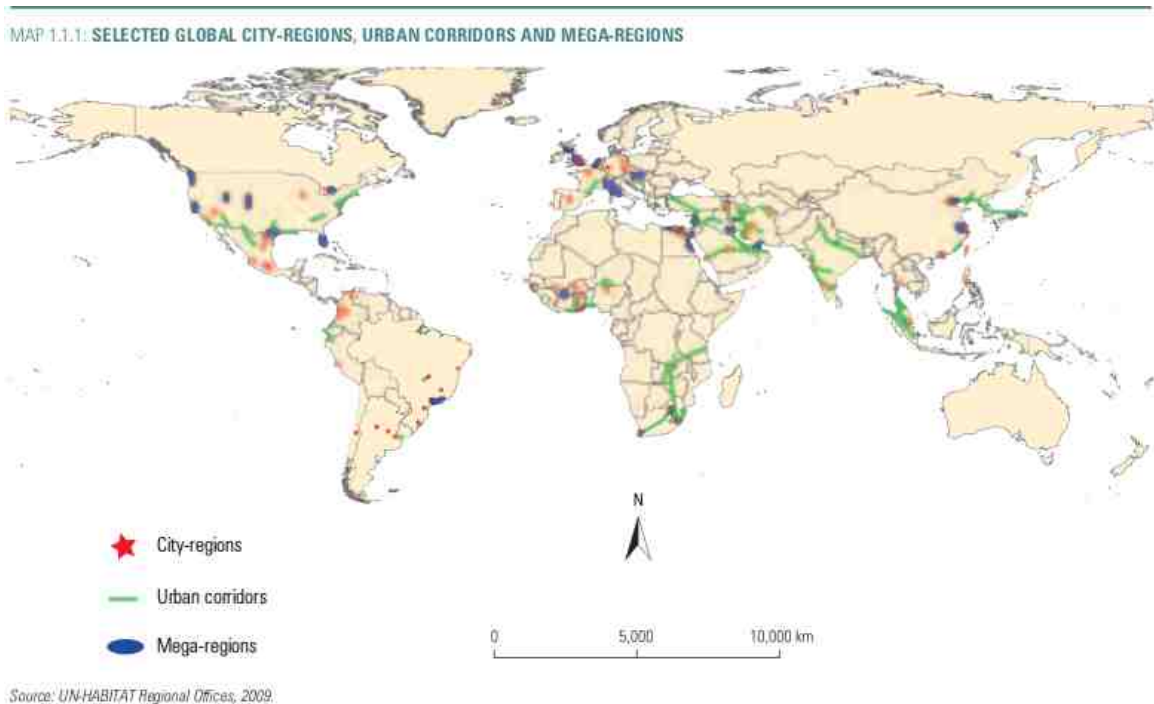 MAP 1.1.1: SELECTED GLOBAL CITY-REGIONS, URBAN CORRIDORS AND MEGA-REGIONS
N
City-regions
Urban corridors
Mega-regions
0 5,000 10,000 km
Source: UN-HABITAT Regional Offices, 2009.